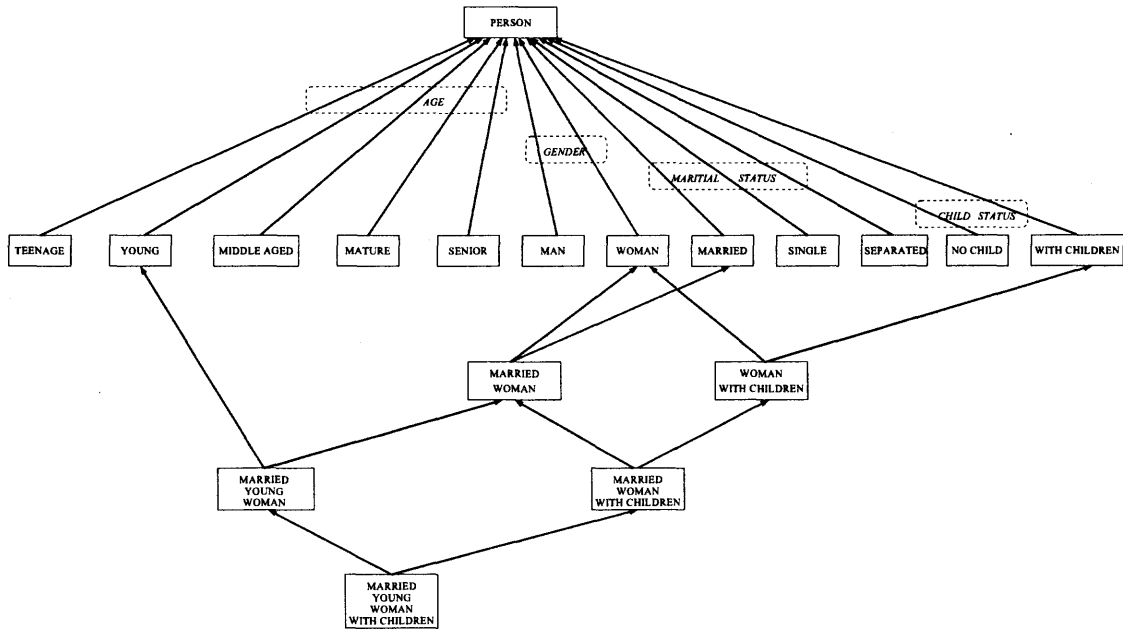 PERSON
AGE
GENDER
MARITIAL STATUS
CHILD STATUS
TEENAGE
YOUNG
MIDDLE AGED
MATURE
SENIOR
MAN
WOMAN
MARRIED
SINGLE
SEPARATED
NO CHILD
WITH CHILDREN
MARRIED
WOMAN
WOMAN
WITH CHILDREN
MARRIED
YOUNG
WOMAN
MARRIED
WOMAN
WITH CHILDREN
MARRIED
YOUNG
WOMAN
WITH CHILDREN